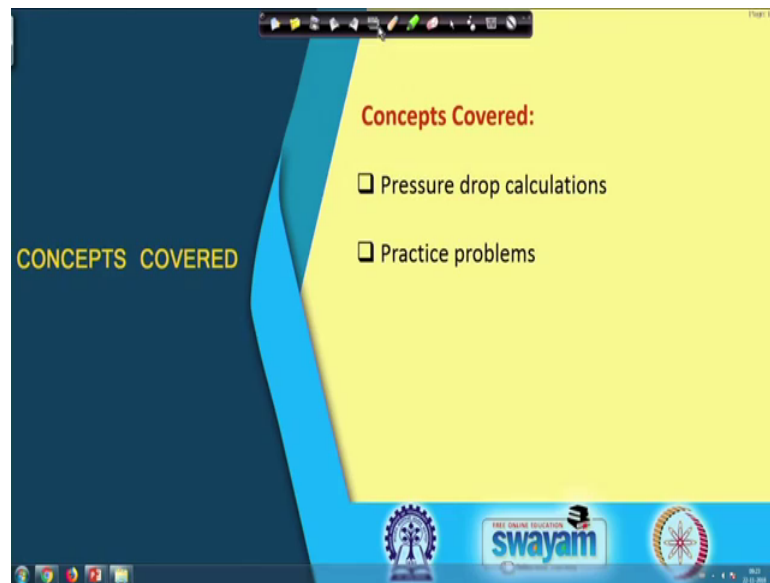 CONCEPTS COVERED
Concepts Covered:
Pressure drop calculations
Practice problems
FREE ONLINE EDUCATION
swayam